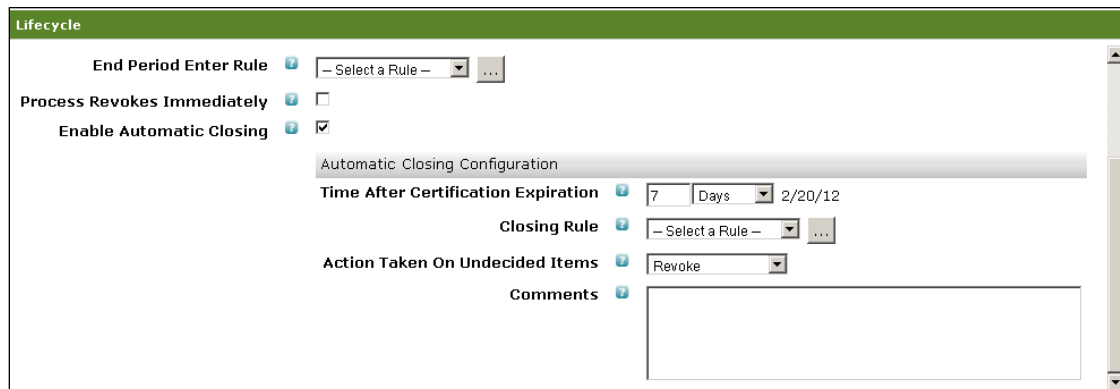 Lifecycle
End Period Enter Rule ? -- Select a Rule -- ...
Process Revokes Immediately ?
Enable Automatic Closing ?
Automatic Closing Configuration
Time After Certification Expiration ? 7 Days 2/20/12
Closing Rule ? -- Select a Rule -- ...
Action Taken On Undecided Items ? Revoke
Comments ?